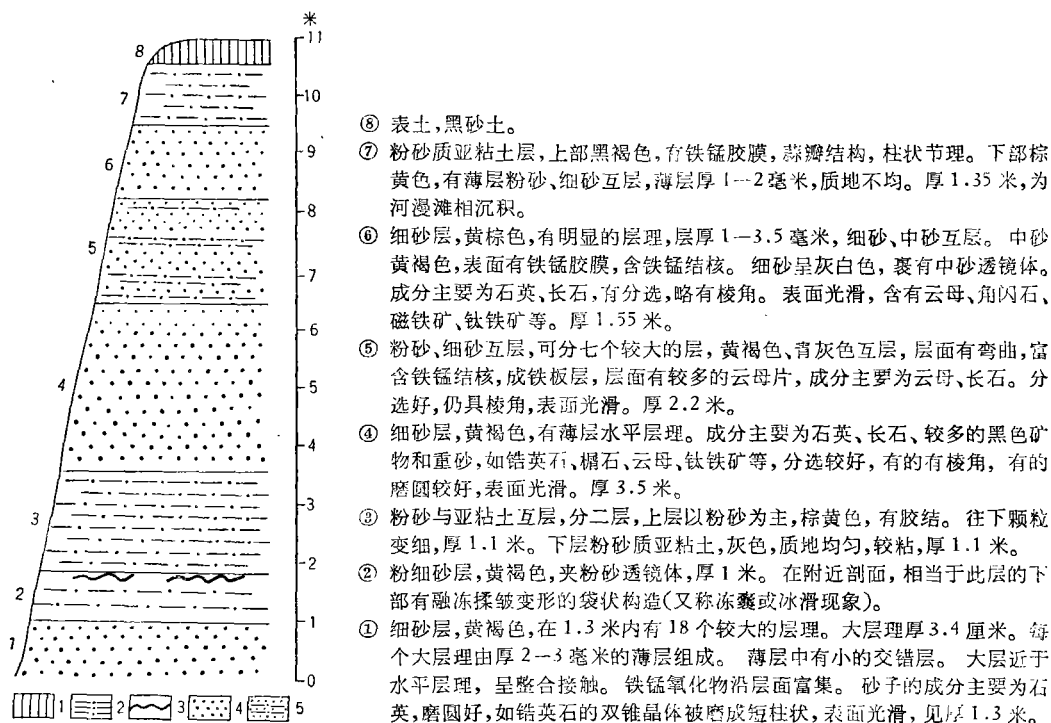 米
11
10
9
8
7
6
5
4
3
2
1
0
8
7
6
5
4
3
2
1
1 2 3 4 5
⑧ 表土,黑砂土。
⑦ 粉砂质亚粘土层,上部黑褐色,有铁锰胶膜,蒜瓣结构,柱状节理。下部棕
黄色,有薄层粉砂、细砂互层,薄层厚1—2毫米,质地不均。厚1.35米,为
河漫滩相沉积。
⑥ 细砂层,黄棕色,有明显的层理,层厚1—3.5毫米,细砂、中砂互层。中砂
黄褐色,表面有铁锰胶膜,含铁锰结核。细砂呈灰白色,裹有中砂透镜体。
成分主要为石英、长石,有分选,略有棱角。表面光滑,含有云母、角闪石、
磁铁矿、钛铁矿等。厚1.55米。
⑤ 粉砂、细砂互层,可分七个较大的层,黄褐色、青灰色互层,层面有弯曲,富
含铁锰结核,成铁板层,层面有较多的云母片,成分主要为云母、长石。分
选好,仍具棱角,表面光滑。厚2.2米。
④ 细砂层,黄褐色,有薄层水平层理。成分主要为石英、长石、较多的黑色矿
物和重砂,如锆英石、榍石、云母、钛铁矿等,分选较好,有的有棱角,有的
磨圆较好,表面光滑。厚3.5米。
③ 粉砂与亚粘土互层,分二层,上层以粉砂为主,棕黄色,有胶结。往下颗粒
变细,厚1.1米。下层粉砂质亚粘土,灰色,质地均匀,较粘,厚1.1米。
② 粉细砂层,黄褐色,夹粉砂透镜体,厚1米。在附近剖面,相当于此层的下
部有融冻揉皱变形的袋状构造(又称冻囊或冰滑现象)。
① 细砂层,黄褐色,在1.3米内有18个较大的层理。大层理厚3.4厘米。每
个大层理由厚2—3毫米的薄层组成。薄层中有小的交错层。大层近于
水平层理,呈整合接触。铁锰氧化物沿层面富集。砂子的成分主要为石
英,磨圆好,如锆英石的双锥晶体被磨成短柱状,表面光滑,见厚1.3米。